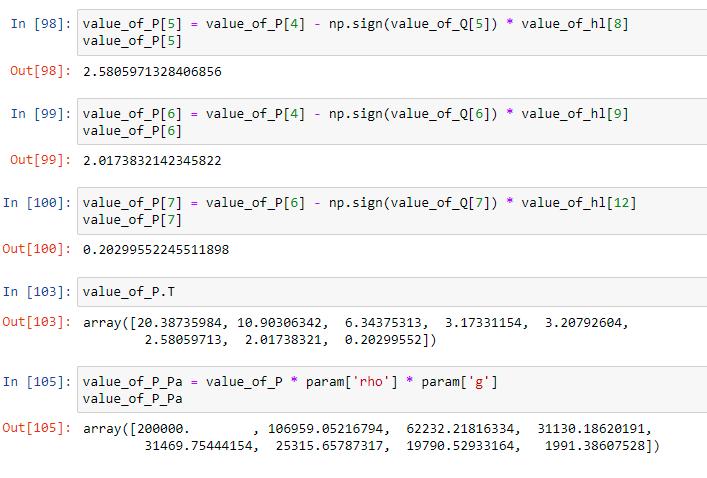 In [98]: value_of_P[5] = value_of_P[4] - np.sign(value_of_Q[5]) * value_of_hl[8]
value_of_P[5]
Out[98]: 2.5805971328406856
In [99]: value_of_P[6] = value_of_P[4] - np.sign(value_of_Q[6]) * value_of_hl[9]
value_of_P[6]
Out[99]: 2.0173832142345822
In [100]: value_of_P[7] = value_of_P[6] - np.sign(value_of_Q[7]) * value_of_hl[12]
value_of_P[7]
Out[100]: 0.20299552245511898
In [103]: value_of_P.T
Out[103]: array([20.38735984, 10.90306342,  6.34375313,  3.17331154,  3.20792604,
2.58059713,  2.01738321,  0.20299552])
In [105]: value_of_P_Pa = value_of_P * param['rho'] * param['g']
value_of_P_Pa
Out[105]: array([200000.        , 106959.05216794,  62232.21816334,  31130.18620191,
31469.75444154,  25315.65787317,  19790.52933164,   1991.38607528])